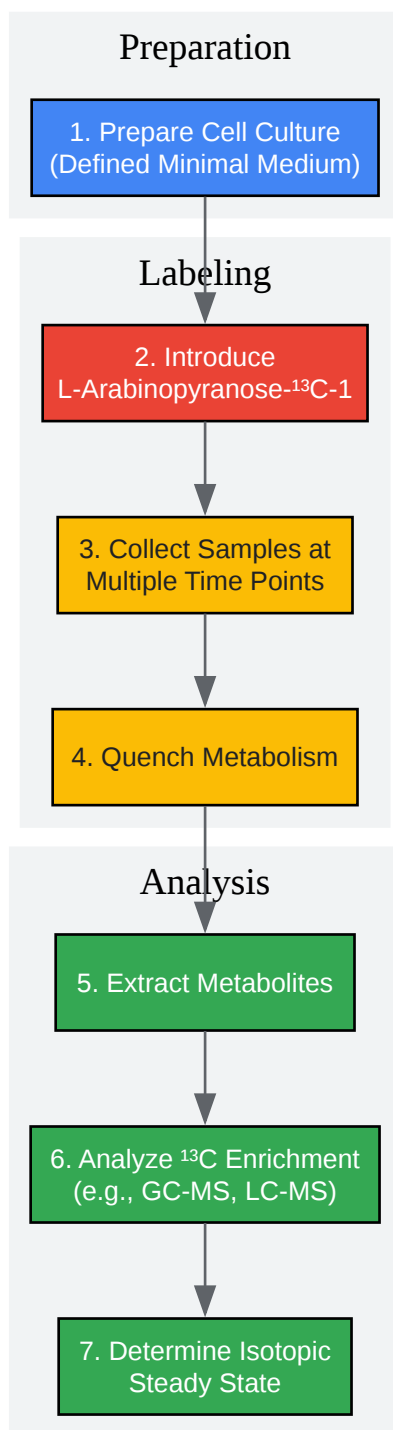 Preparation
1. Prepare Cell Culture
(Defined Minimal Medium)
Labeling
2. Introduce
L-Arabinopyranose-¹³C-1
3. Collect Samples at
Multiple Time Points
4. Quench Metabolism
Analysis
5. Extract Metabolites
6. Analyze ¹³C Enrichment
(e.g., GC-MS, LC-MS)
7. Determine Isotopic
Steady State